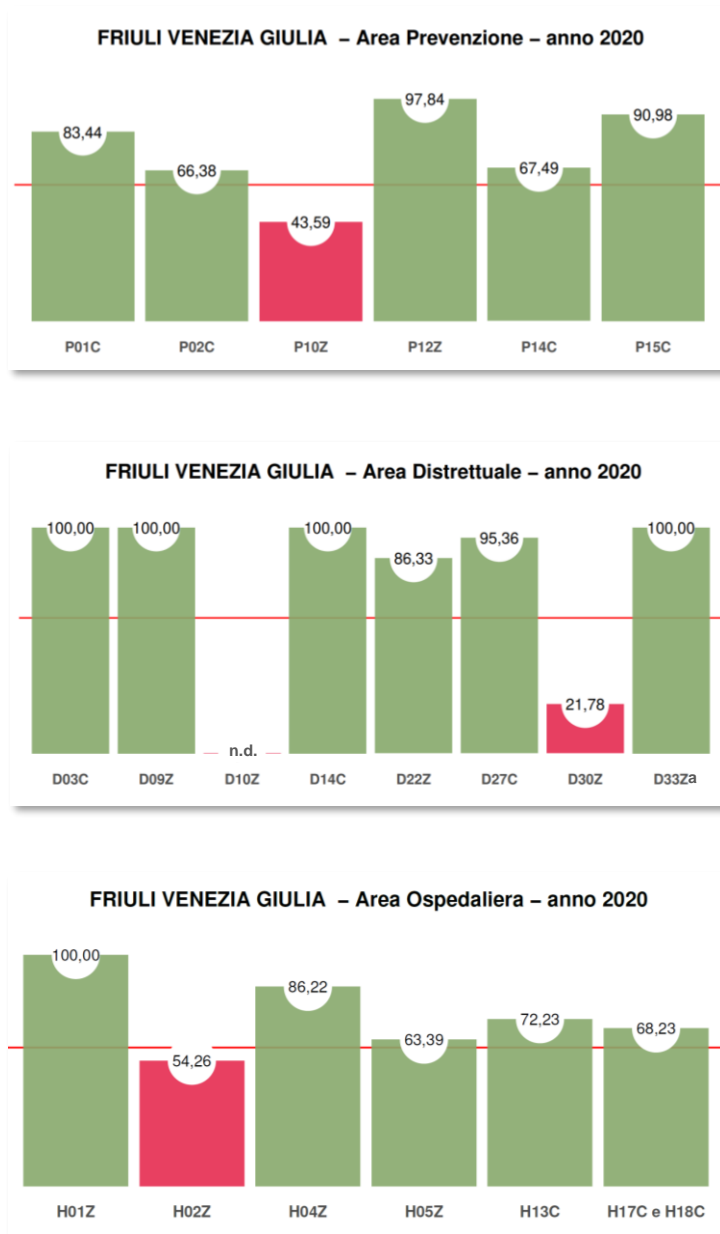 FRIULI VENEZIA GIULIA – Area Prevenzione – anno 2020
83,44
66,38
43,59
97,84
67,49
90,98
P01C P02C P10Z P12Z P14C P15C
FRIULI VENEZIA GIULIA – Area Distrettuale – anno 2020
100,00
100,00
n.d.
100,00
86,33
95,36
21,78
100,00
D03C D09Z D10Z D14C D22Z D27C D30Z D33Za
FRIULI VENEZIA GIULIA – Area Ospedaliera – anno 2020
100,00
54,26
86,22
63,39
72,23
68,23
H01Z H02Z H04Z H05Z H13C H17C e H18C